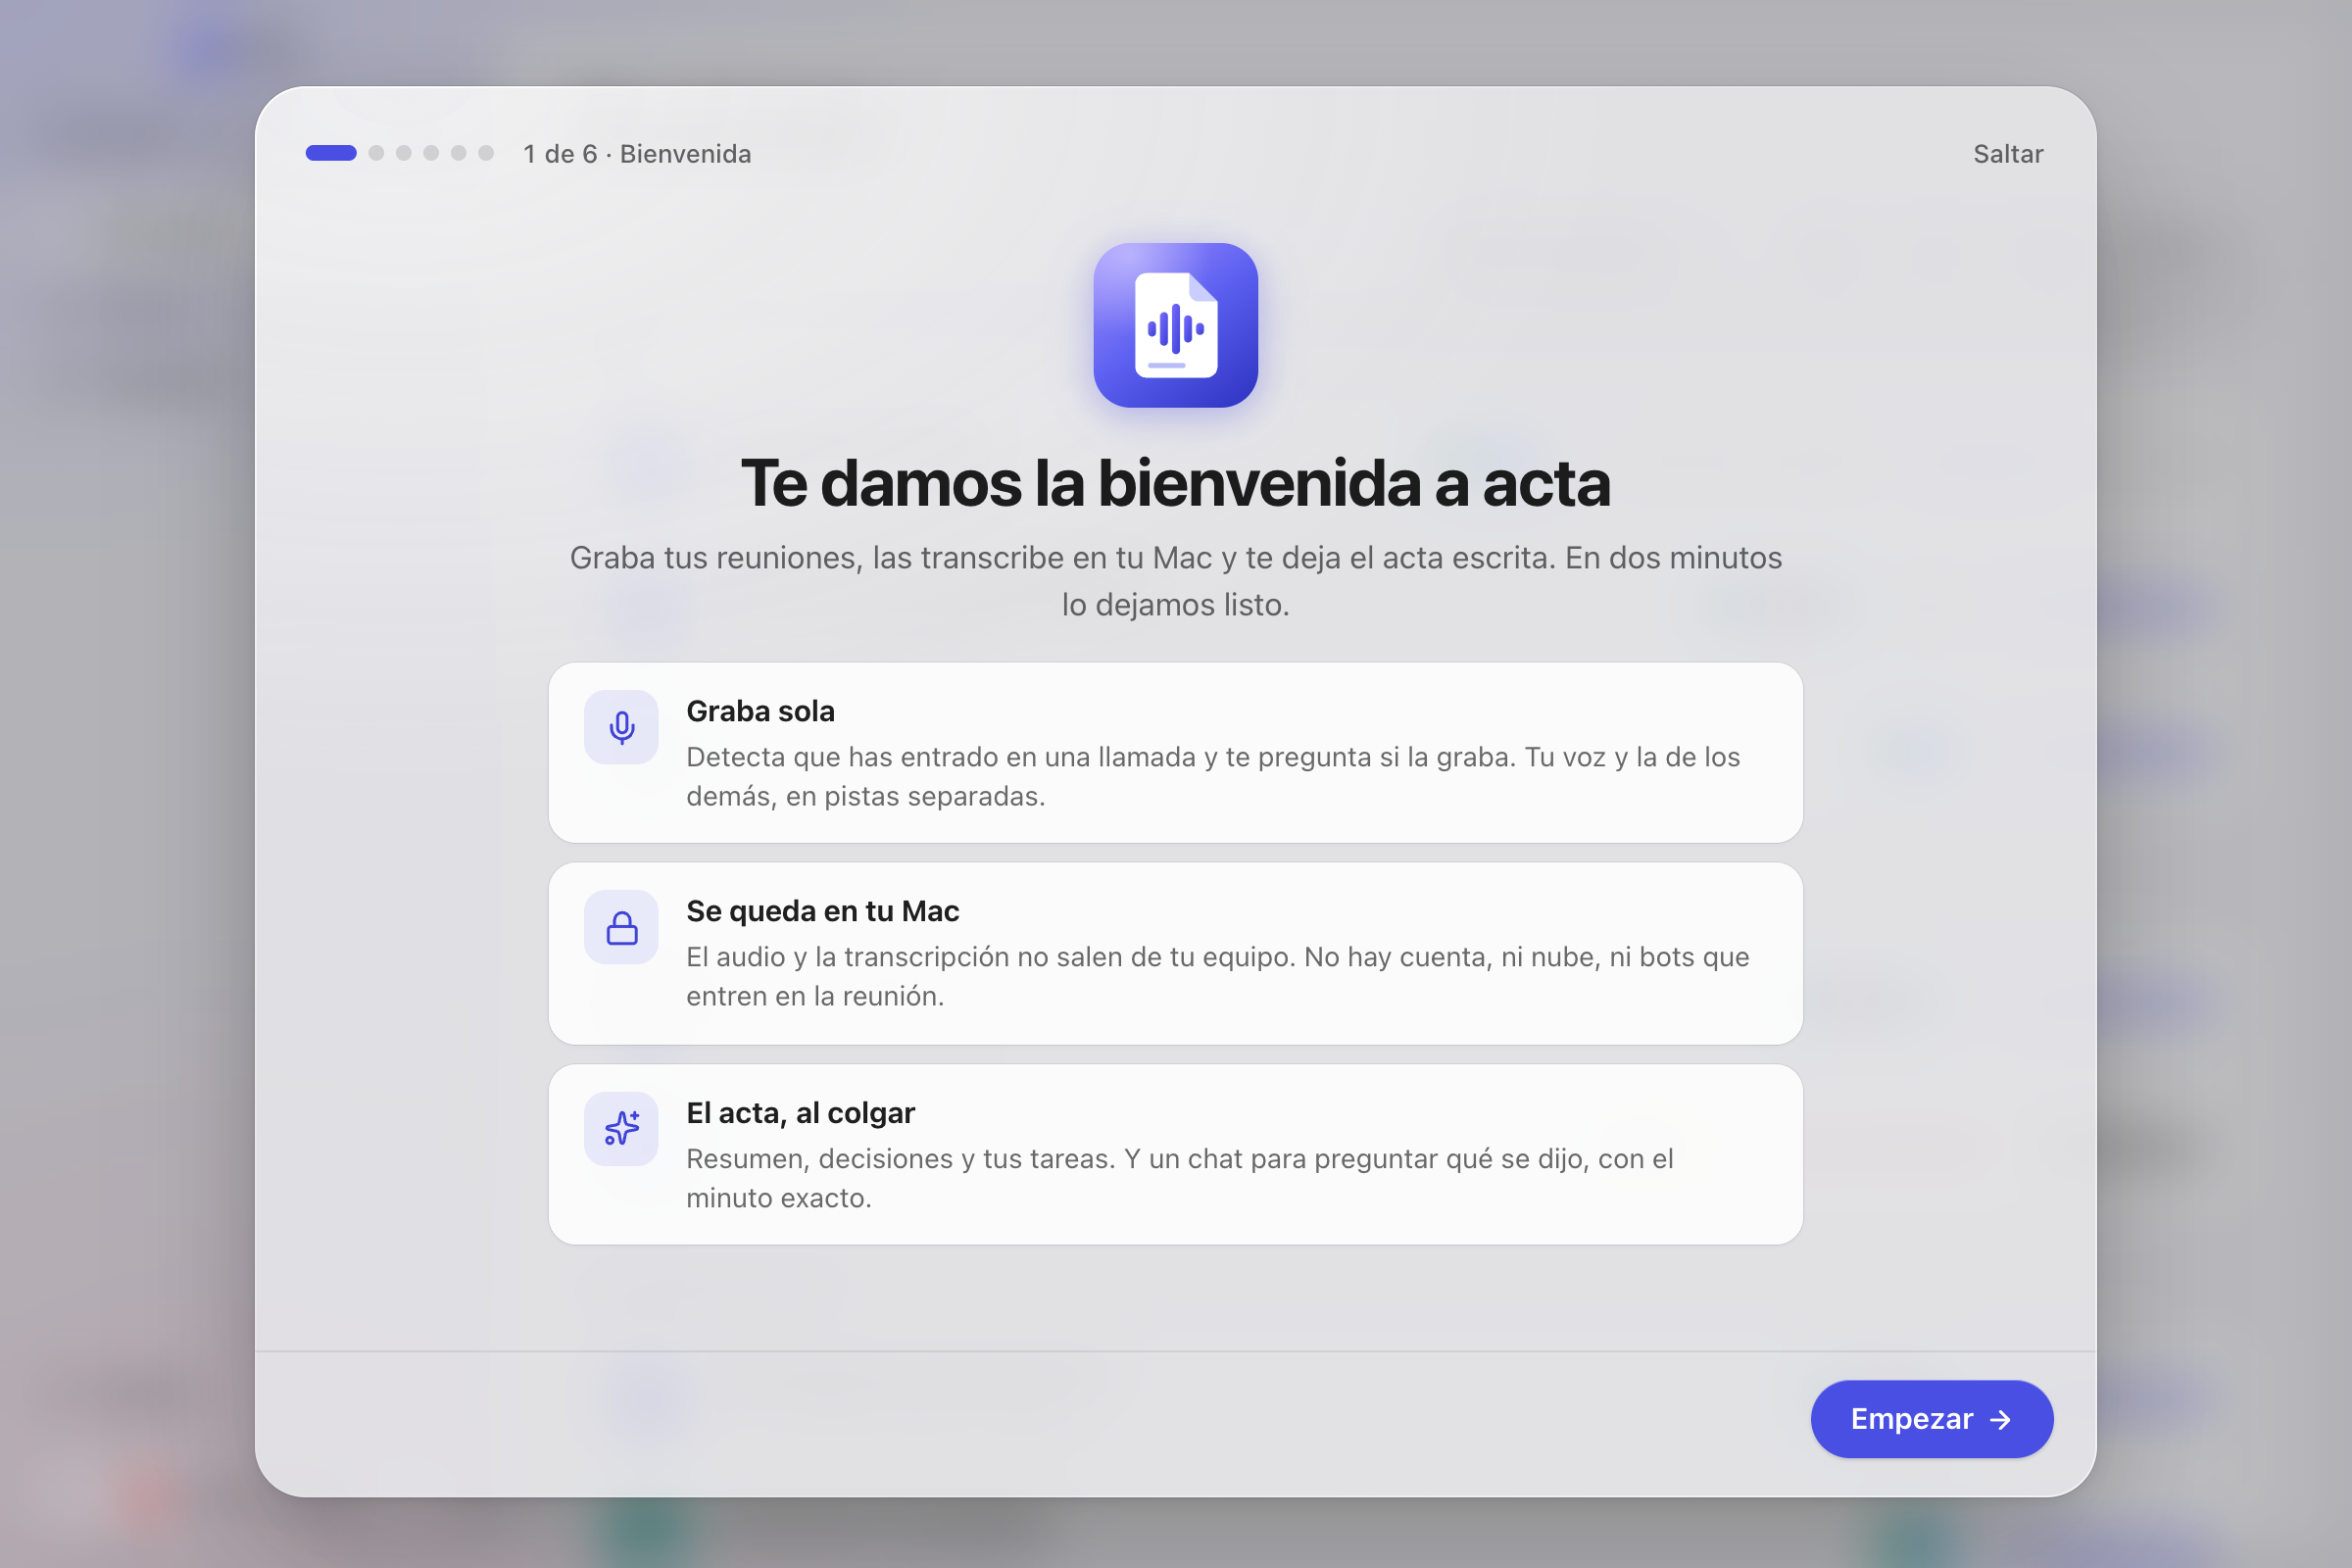 1 de 6 · Bienvenida
Saltar
Te damos la bienvenida a acta
Graba tus reuniones, las transcribe en tu Mac y te deja el acta escrita. En dos minutos
lo dejamos listo.
Graba sola
Detecta que has entrado en una llamada y te pregunta si la graba. Tu voz y la de los
demás, en pistas separadas.
Se queda en tu Mac
El audio y la transcripción no salen de tu equipo. No hay cuenta, ni nube, ni bots que
entren en la reunión.
El acta, al colgar
Resumen, decisiones y tus tareas. Y un chat para preguntar qué se dijo, con el
minuto exacto.
Empezar